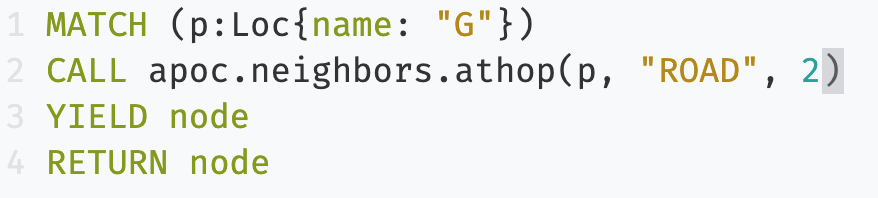 1 MATCH (p:Loc{name: "G"})
2 CALL apoc.neighbors.athop(p, "ROAD", 2)
3 YIELD node
4 RETURN node